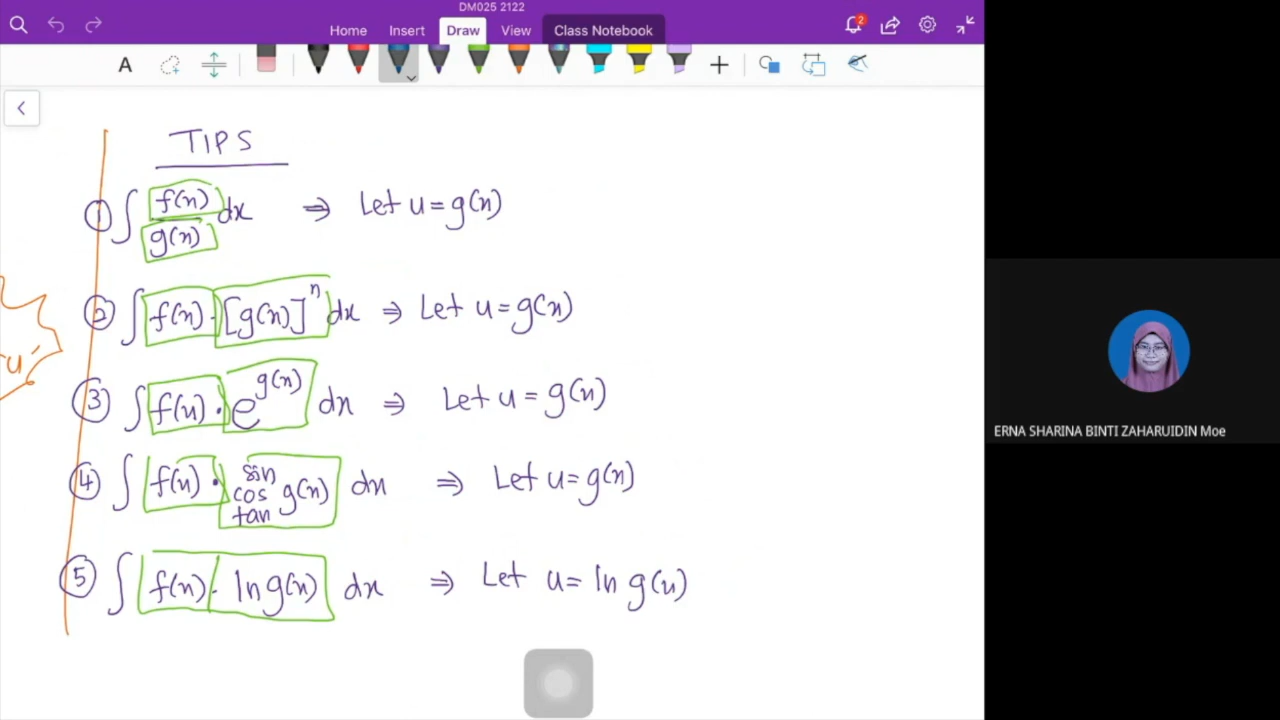 DM025 2122
Home Insert Draw View Class Notebook
2
A
TIPS
① ∫ f(x)/g(x) dx ⇒ Let u = g(x)
② ∫ f(x) · [g(x)]ⁿ dx ⇒ Let u = g(x)
③ ∫ f(x) · e^g(x) dx ⇒ Let u = g(x)
④ ∫ f(x) · sin cos tan g(x) dx ⇒ Let u = g(x)
⑤ ∫ f(x) · ln g(x) dx ⇒ Let u = ln g(x)
ERNA SHARINA BINTI ZAHARUIDIN Moe